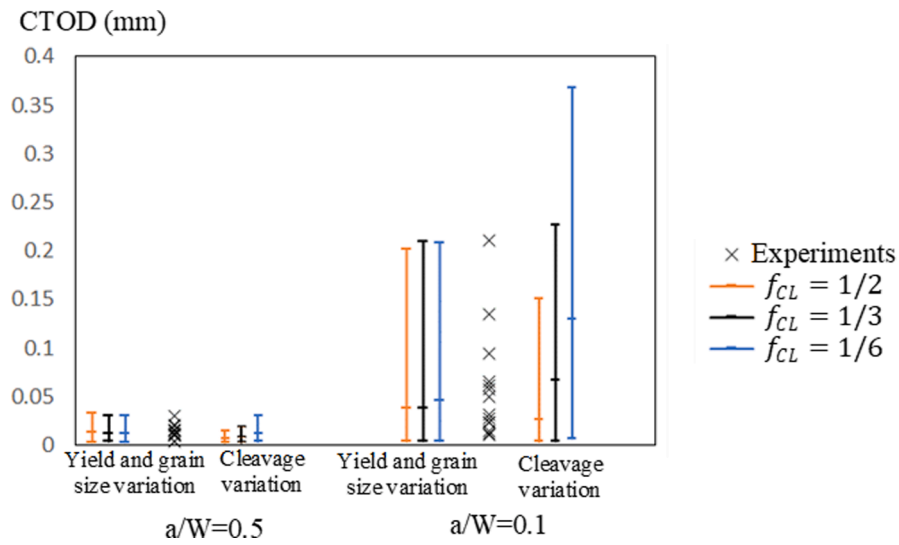 CTOD (mm)
0.4
0.35
0.3
0.25
0.2
0.15
0.1
0.05
0
× Experiments
f_CL = 1/2
f_CL = 1/3
f_CL = 1/6
Yield and grain
size variation
Cleavage
variation
Yield and grain
size variation
Cleavage
variation
a/W=0.5
a/W=0.1